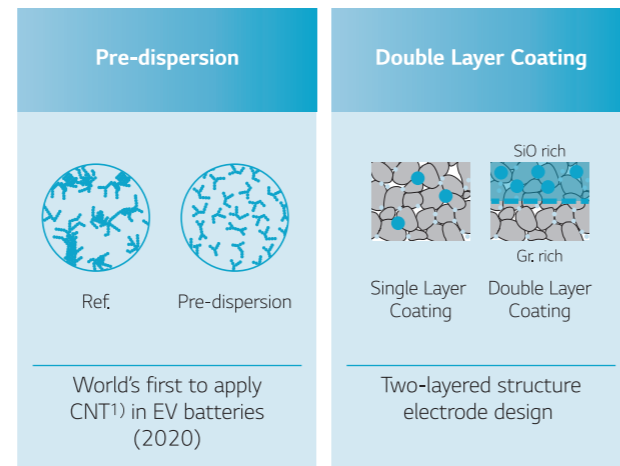 Pre-dispersion
Ref.
Pre-dispersion
World's first to apply
CNT1) in EV batteries
(2020)
Double Layer Coating
SiO rich
Gr. rich
Single Layer
Coating
Double Layer
Coating
Two-layered structure
electrode design